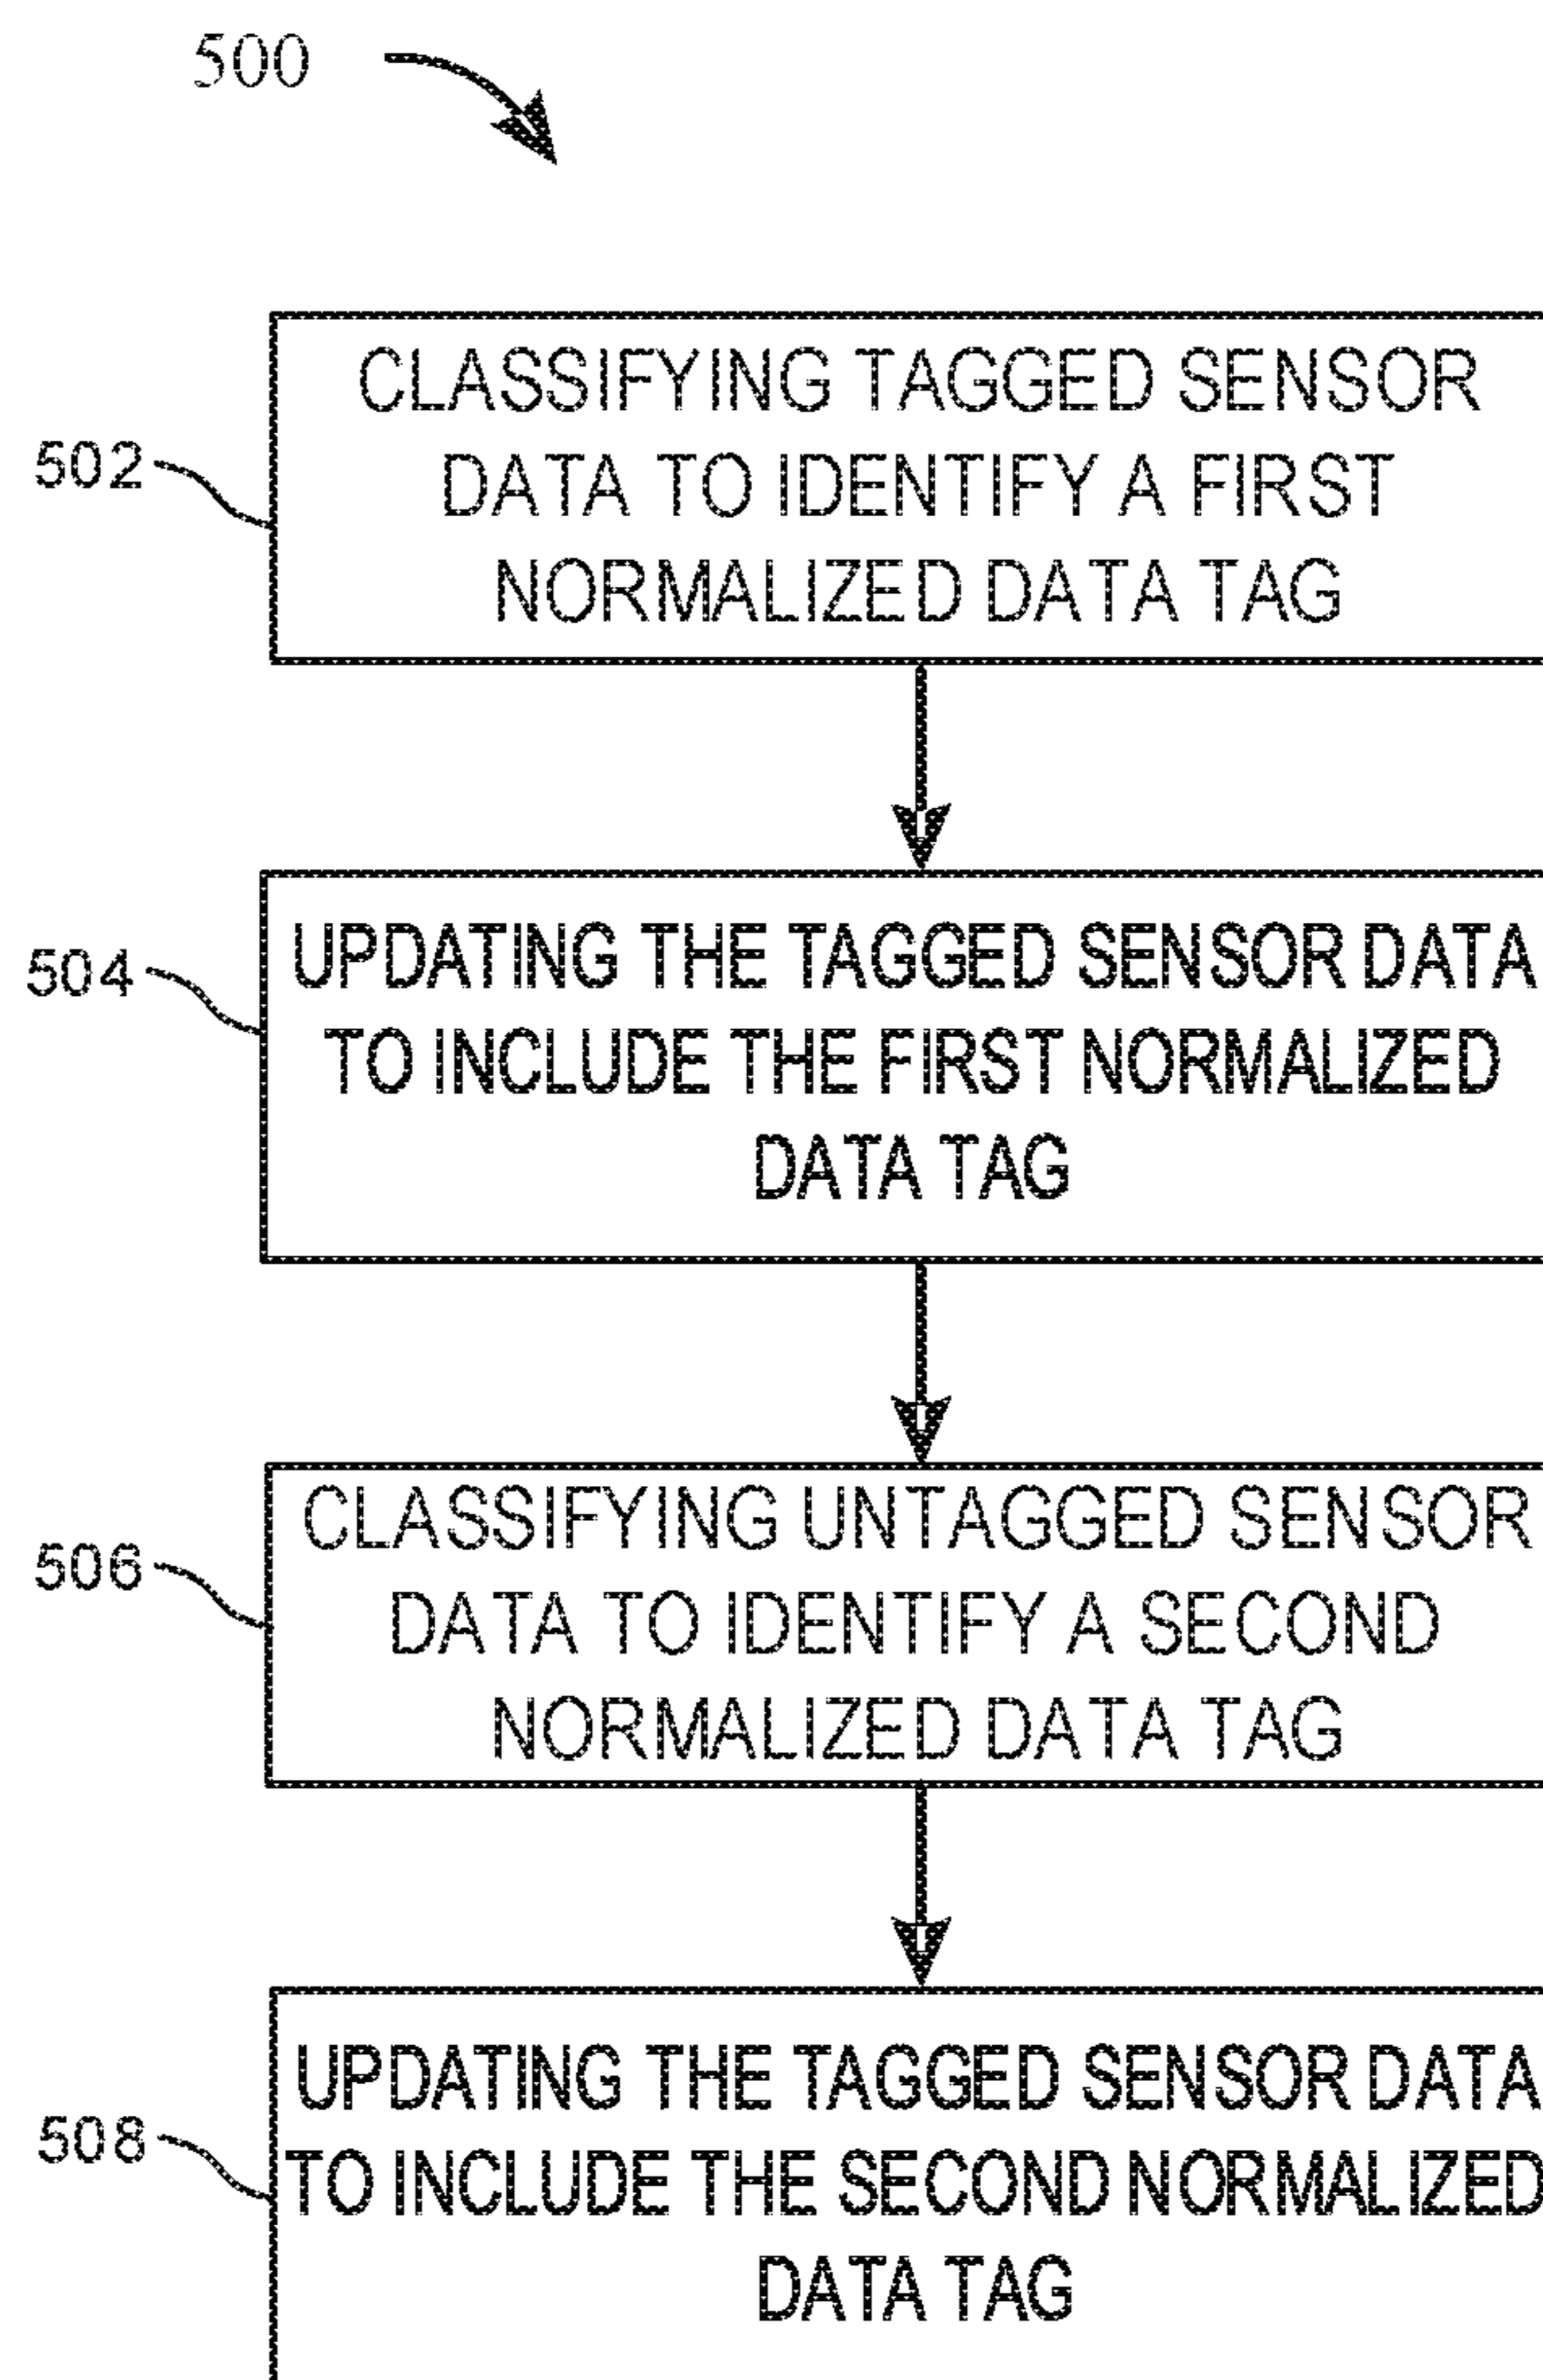 500
502
CLASSIFYING TAGGED SENSOR
DATA TO IDENTIFY A FIRST
NORMALIZED DATA TAG
504
UPDATING THE TAGGED SENSOR DATA
TO INCLUDE THE FIRST NORMALIZED
DATA TAG
506
CLASSIFYING UNTAGGED SENSOR
DATA TO IDENTIFY A SECOND
NORMALIZED DATA TAG
508
UPDATING THE TAGGED SENSOR DATA
TO INCLUDE THE SECOND NORMALIZED
DATA TAG